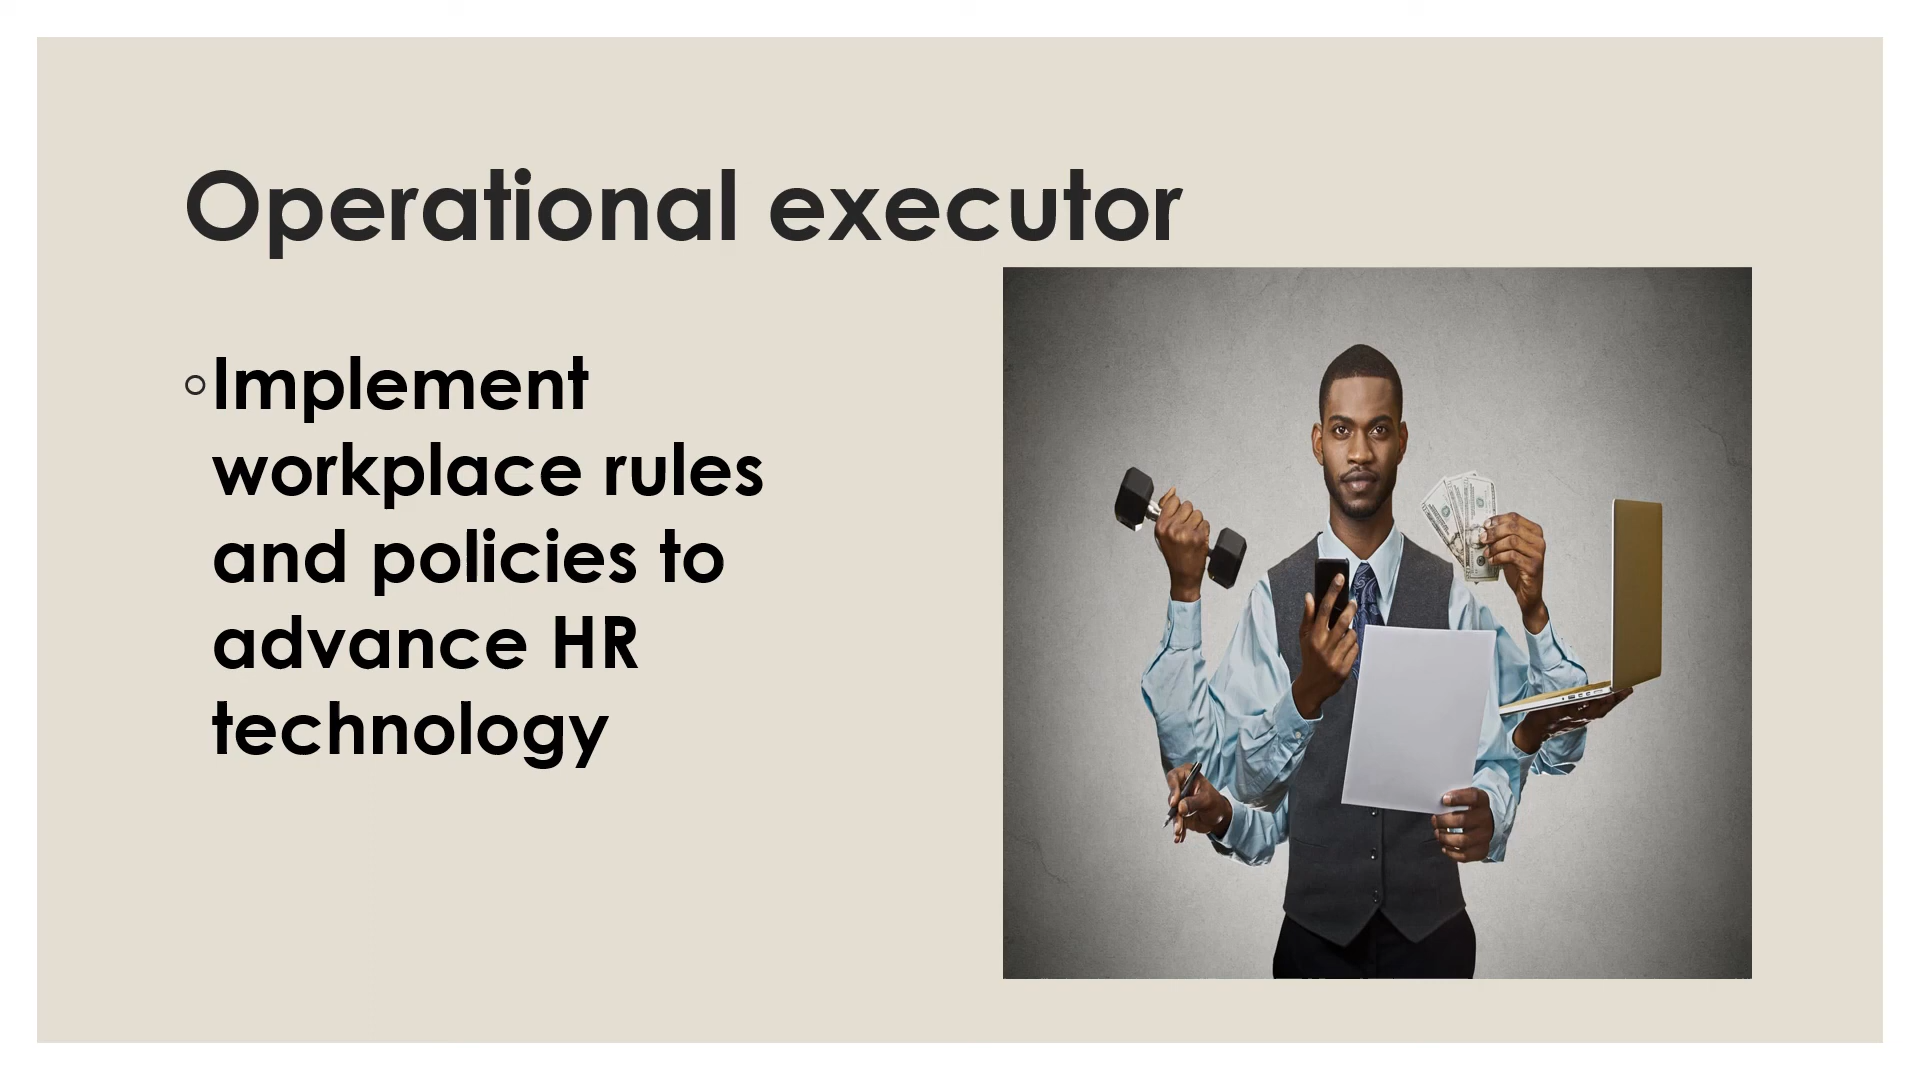 Operational executor
Implement
workplace rules
and policies to
advance HR
technology